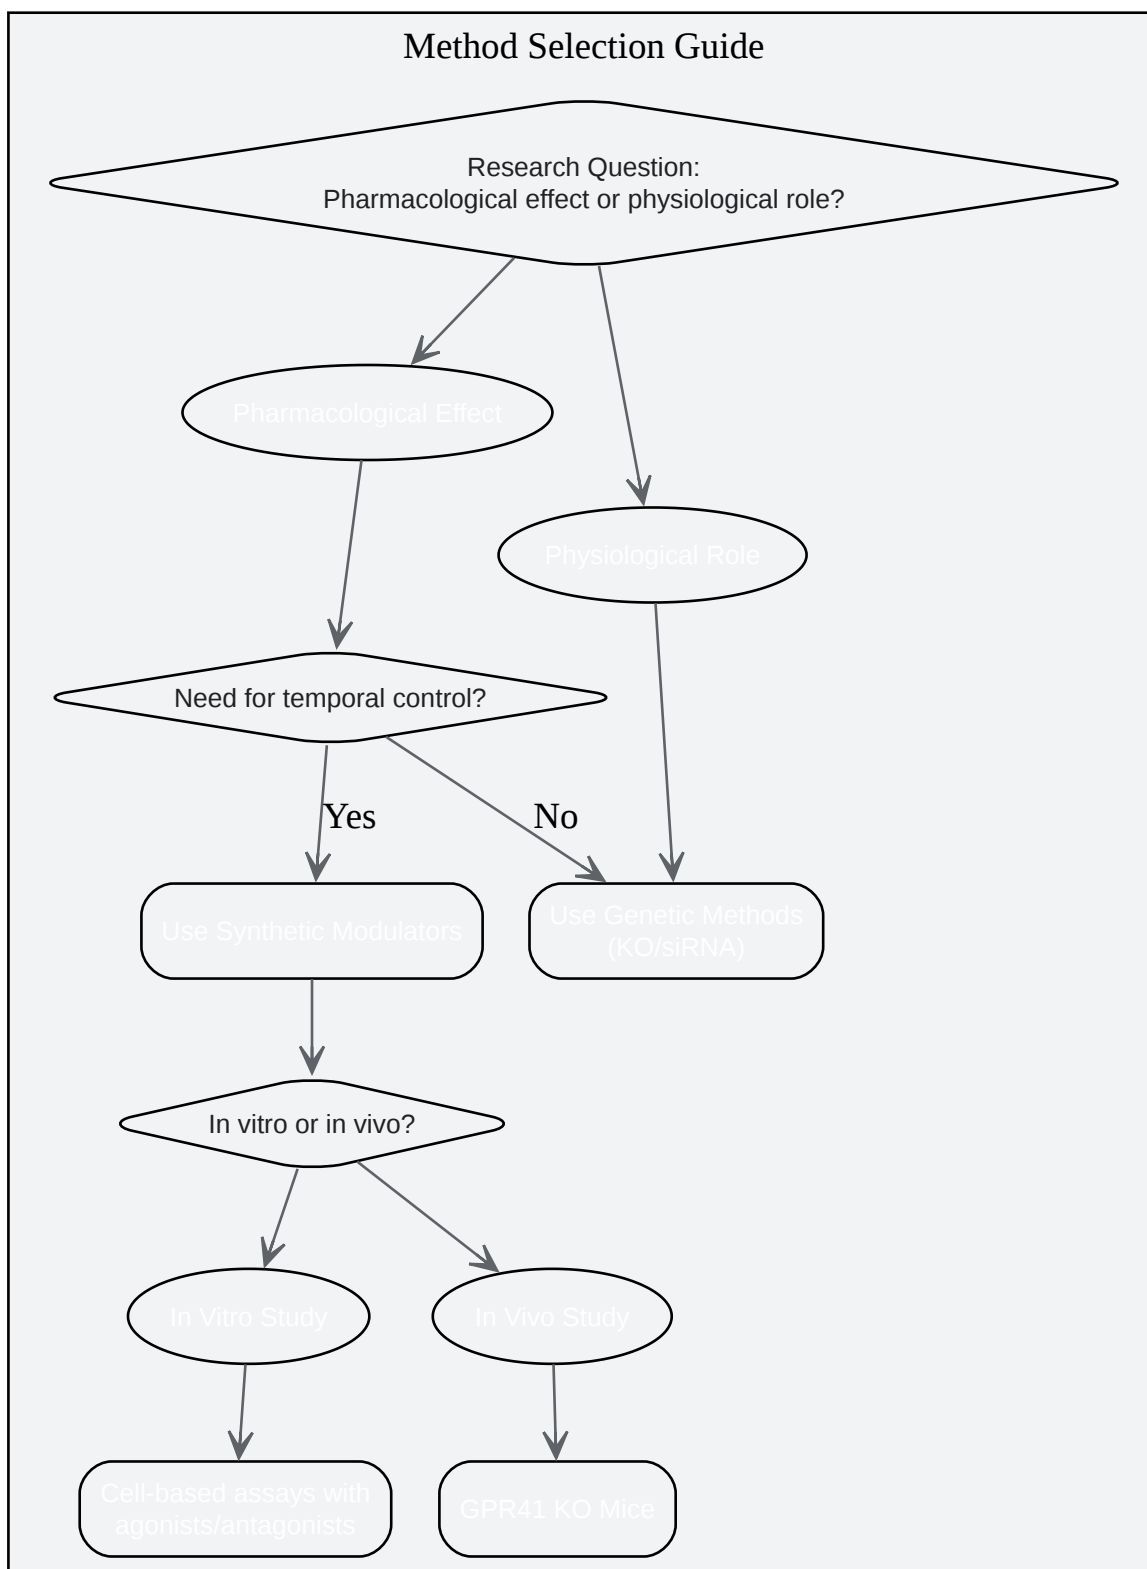 Method Selection Guide
Research Question:
Pharmacological effect or physiological role?
Pharmacological Effect
Physiological Role
Need for temporal control?
Yes
No
Use Synthetic Modulators
Use Genetic Methods
(KO/siRNA)
In vitro or in vivo?
In Vitro Study
In Vivo Study
Cell-based assays with
agonists/antagonists
GPR41 KO Mice